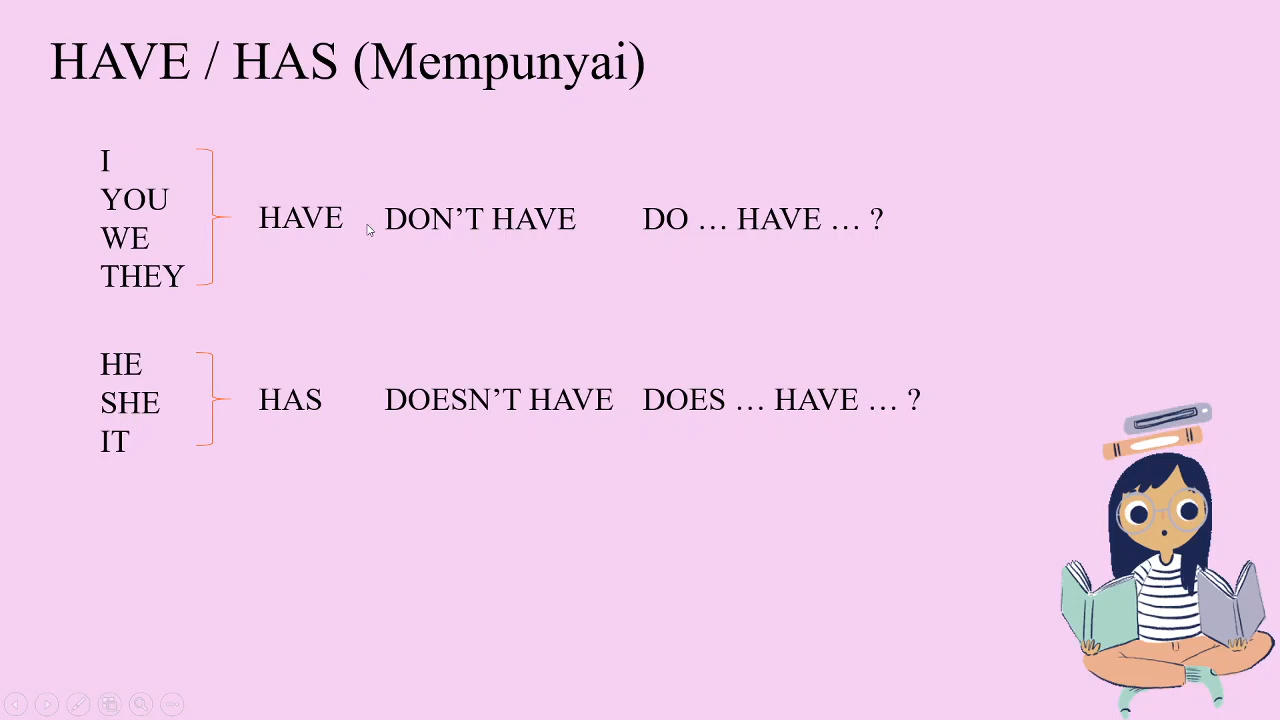 HAVE / HAS (Mempunyai)
I
YOU
WE
THEY
HAVE DON’T HAVE DO … HAVE … ?
HE
SHE
IT
HAS DOESN’T HAVE DOES … HAVE … ?